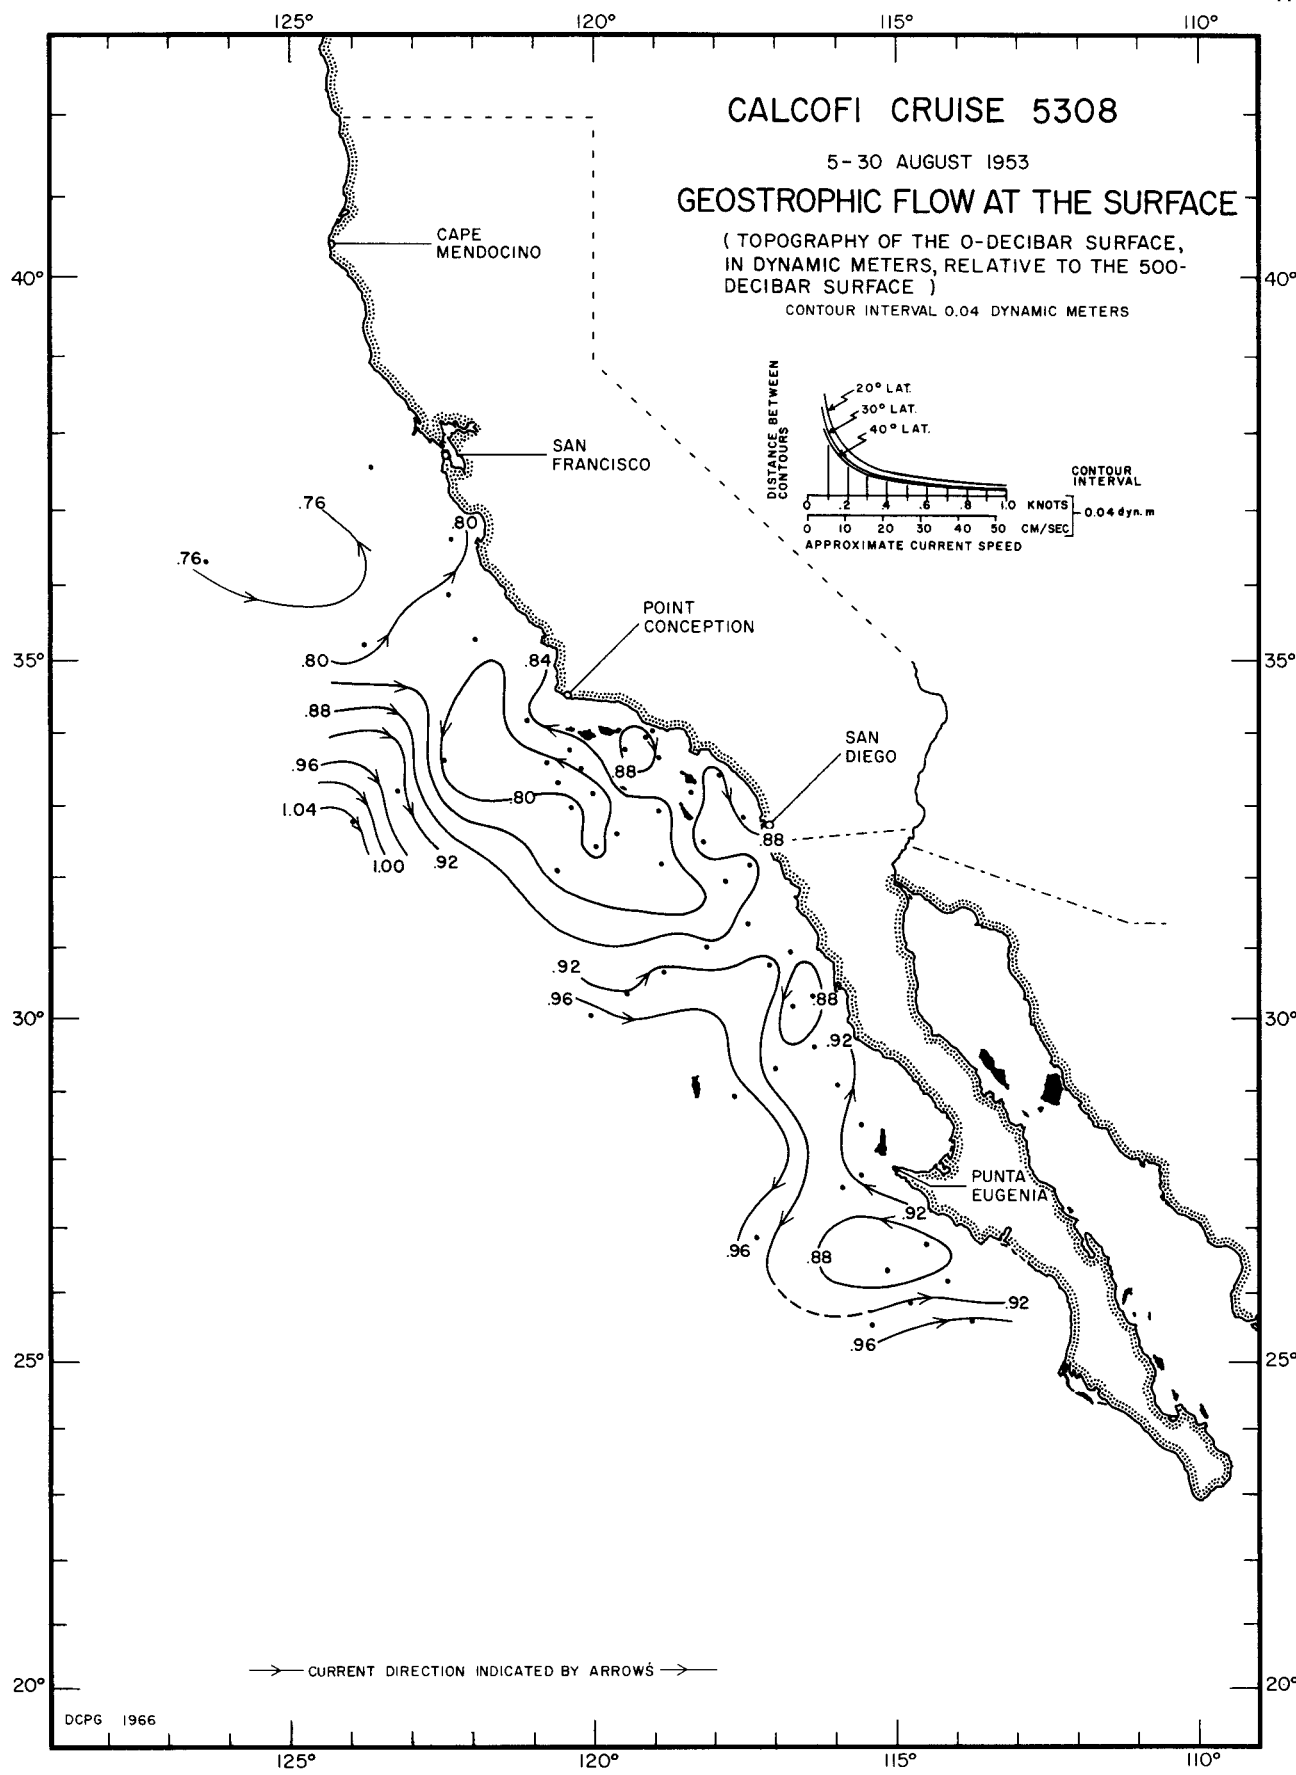 125°
120°
115°
110°
CALCOFI CRUISE 5308
5-30 AUGUST 1953
GEOSTROPHIC FLOW AT THE SURFACE
( TOPOGRAPHY OF THE 0-DECIBAR SURFACE,
IN DYNAMIC METERS, RELATIVE TO THE 500-
DECIBAR SURFACE )
CONTOUR INTERVAL 0.04 DYNAMIC METERS
CAPE
MENDOCINO
40°
40°
DISTANCE BETWEEN
CONTOURS
20° LAT.
30° LAT.
40° LAT.
CONTOUR
INTERVAL
0 .2 .4 .6 .8 1.0 KNOTS
0.04 dyn. m
0 10 20 30 40 50 CM/SEC
APPROXIMATE CURRENT SPEED
SAN
FRANCISCO
.76
.80
.76
POINT
CONCEPTION
35°
.80
.84
35°
.88
SAN
DIEGO
.96
.88
.80
1.04
.88
1.00
.92
.92
.96
.88
30°
30°
.92
PUNTA
EUGENIA
.92
.96
.88
.92
.96
25°
25°
CURRENT DIRECTION INDICATED BY ARROWS
20°
20°
DCPG 1966
125°
120°
115°
110°